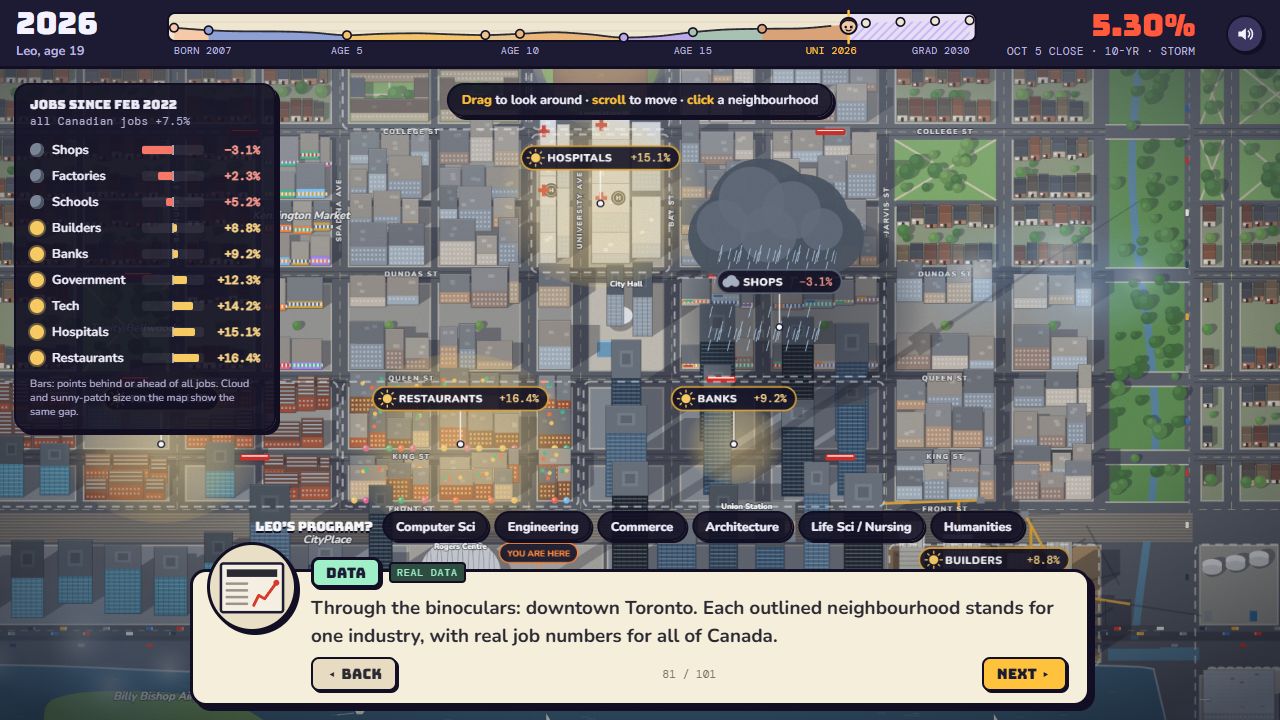 2026
Leo, age 19
BORN 2007
AGE 5
AGE 10
AGE 15
UNI 2026
GRAD 2030
5.30%
OCT 5 CLOSE · 10-YR · STORM
JOBS SINCE FEB 2022
all Canadian jobs +7.5%
Shops −3.1%
Factories +2.3%
Schools +5.2%
Builders +8.8%
Banks +9.2%
Government +12.3%
Tech +14.2%
Hospitals +15.1%
Restaurants +16.4%
Bars: points behind or ahead of all jobs. Cloud
and sunny-patch size on the map show the
same gap.
Drag to look around · scroll to move · click a neighbourhood
COLLEGE ST
COLLEGE ST
HOSPITALS +15.1%
SPADINA AVE
UNIVERSITY AVE
BAY ST
JARVIS ST
Kensington Market
DUNDAS ST
DUNDAS ST
City Hall
SHOPS −3.1%
QUEEN ST
QUEEN ST
RESTAURANTS +16.4%
BANKS +9.2%
KING ST
KING ST
FRONT ST
Union Station
FRONT ST
LEO'S PROGRAM?
Computer Sci
Engineering
Commerce
Architecture
Life Sci / Nursing
Humanities
CityPlace
Rogers Centre
YOU ARE HERE
BUILDERS +8.8%
DATA
REAL DATA
Through the binoculars: downtown Toronto. Each outlined neighbourhood stands for
one industry, with real job numbers for all of Canada.
◂ BACK
81 / 101
NEXT ▸
Billy Bishop Ai